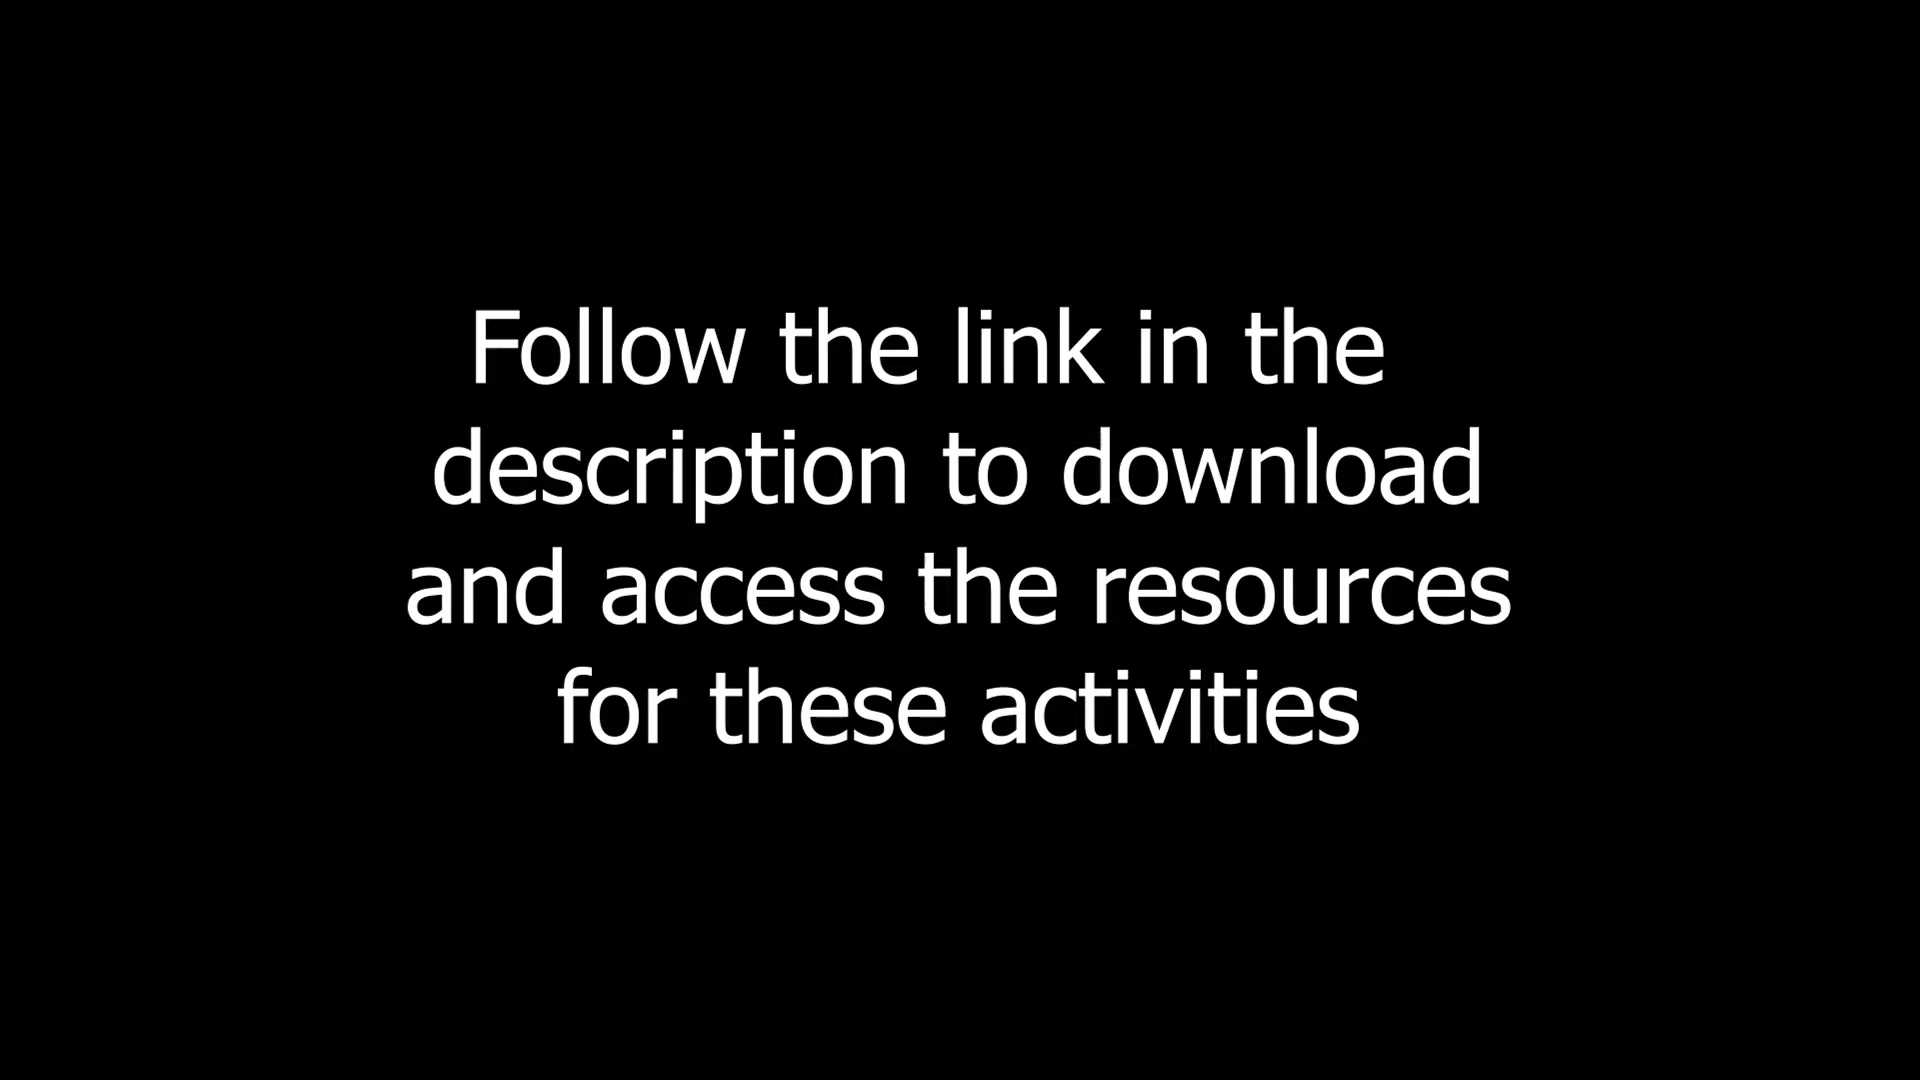 Follow the link in the
description to download
and access the resources
for these activities